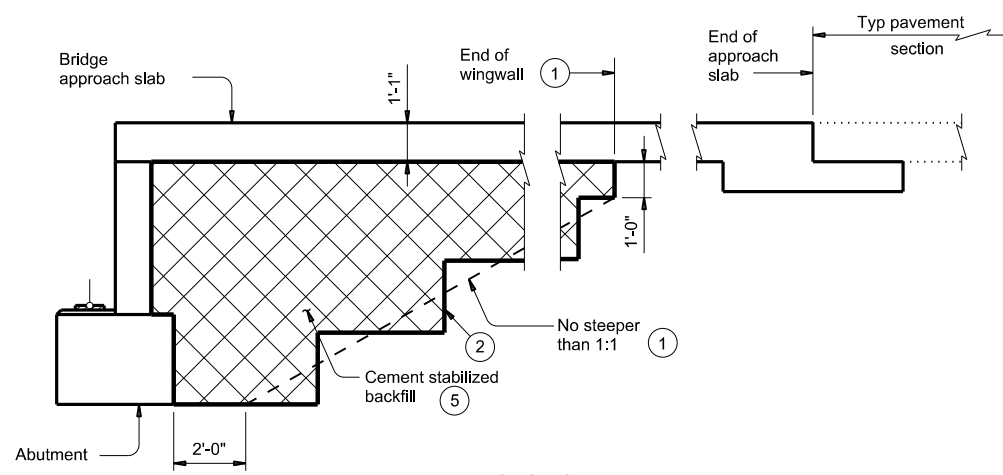 Typ pavement
section
End of
approach
slab
End of
wingwall
1
Bridge
approach slab
1'-1"
1'-0"
No steeper
than 1:1
1
2
Cement stabilized
backfill
5
Abutment
2'-0"